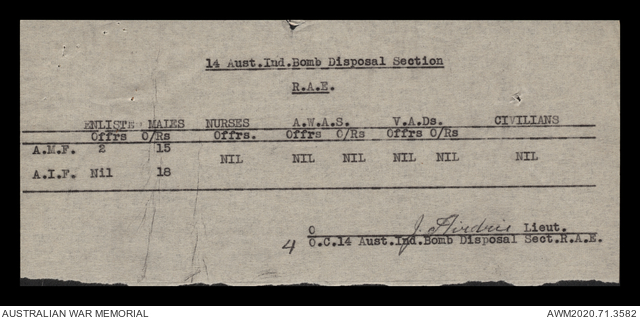 14 Aust.Ind.Bomb Disposal Section
R.A.E.
ENLISTE MALES NURSES A.W.A.S. V.A.Ds. CIVILIANS
Offrs O/Rs Offrs. Offrs O/Rs Offrs O/Rs
A.M.F. 2 15 NIL NIL NIL NIL NIL NIL
A.I.F. Nil 18
O J. Lieut.
4 O.C.14 Aust.Ind.Bomb Disposal Sect.R.A.E.
AUSTRALIAN WAR MEMORIAL AWM2020.71.3582